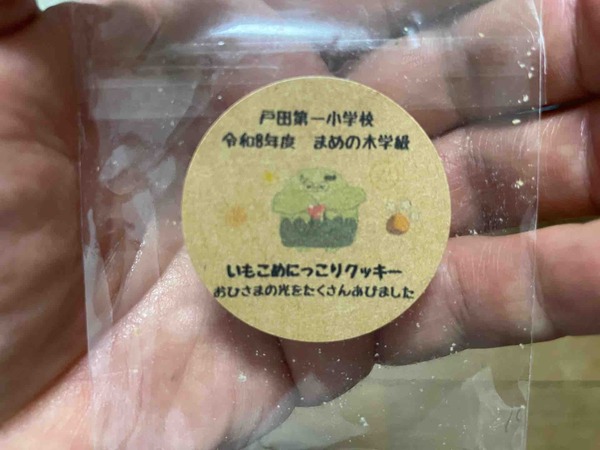 戸田第一小学校
令和8年度 まめの木学級
いもこめにっこりクッキー
おひさまの光をたくさんあびました